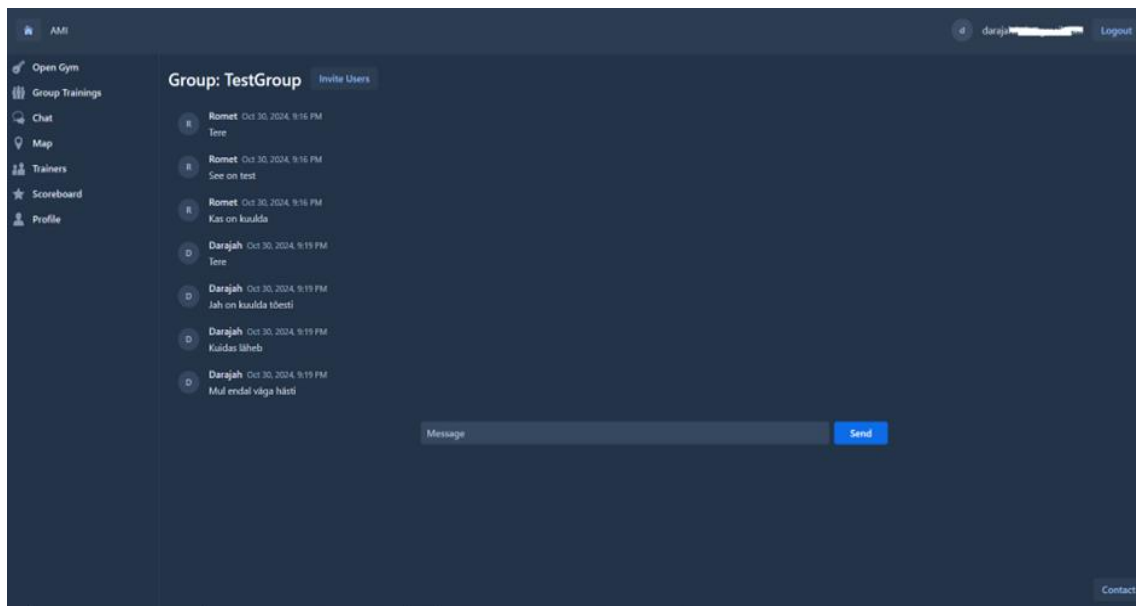 AMI
d
Logout
Open Gym
Group Trainings
Chat
Map
Trainers
Scoreboard
Profile
Group: TestGroup
Invite Users
R
Romet Oct 30, 2024, 9:16 PM
Tere
R
Romet Oct 30, 2024, 9:16 PM
See on test
R
Romet Oct 30, 2024, 9:16 PM
Kas on kuulda
D
Darajah Oct 30, 2024, 9:19 PM
Tere
D
Darajah Oct 30, 2024, 9:19 PM
Jah on kuulda tõesti
D
Darajah Oct 30, 2024, 9:19 PM
Kuidas läheb
D
Darajah Oct 30, 2024, 9:19 PM
Mul endal väga hästi
Message
Send
Contact